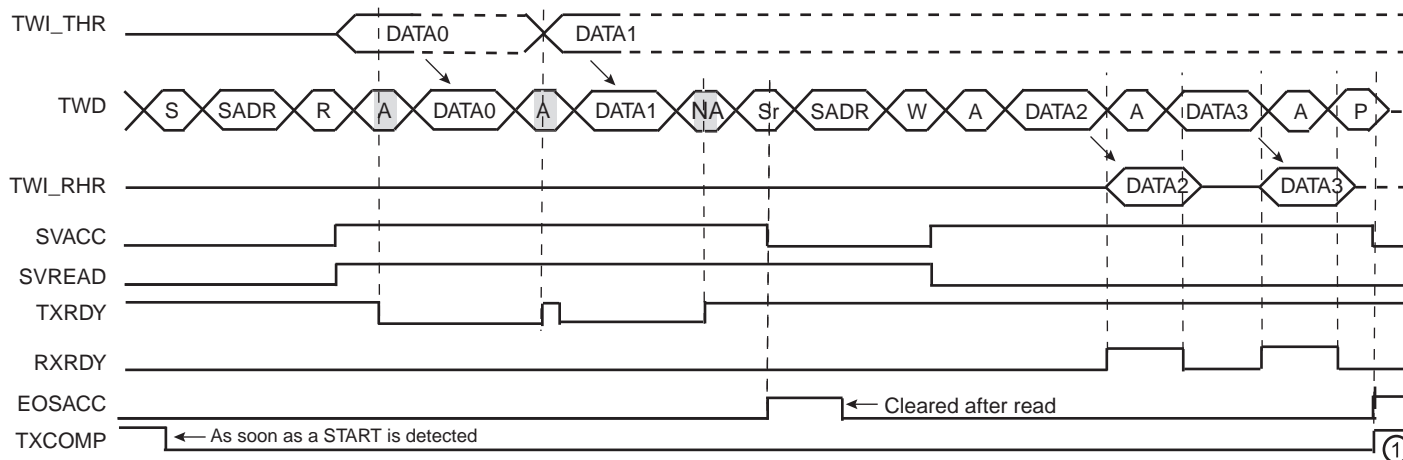 TWI_THR DATA0 DATA1
TWD S SADR R A DATA0 A DATA1 NA Sr SADR W A DATA2 A DATA3 A P
TWI_RHR DATA2 DATA3
SVACC
SVREAD
TXRDY
RXRDY
EOSACC Cleared after read
TXCOMP As soon as a START is detected 1